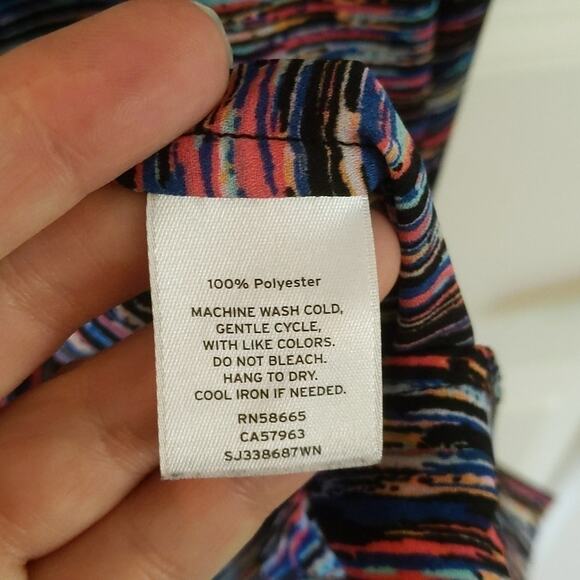 100% Polyester
MACHINE WASH COLD,
GENTLE CYCLE,
WITH LIKE COLORS.
DO NOT BLEACH.
HANG TO DRY.
COOL IRON IF NEEDED.
RN58665
CA57963
SJ338687WN